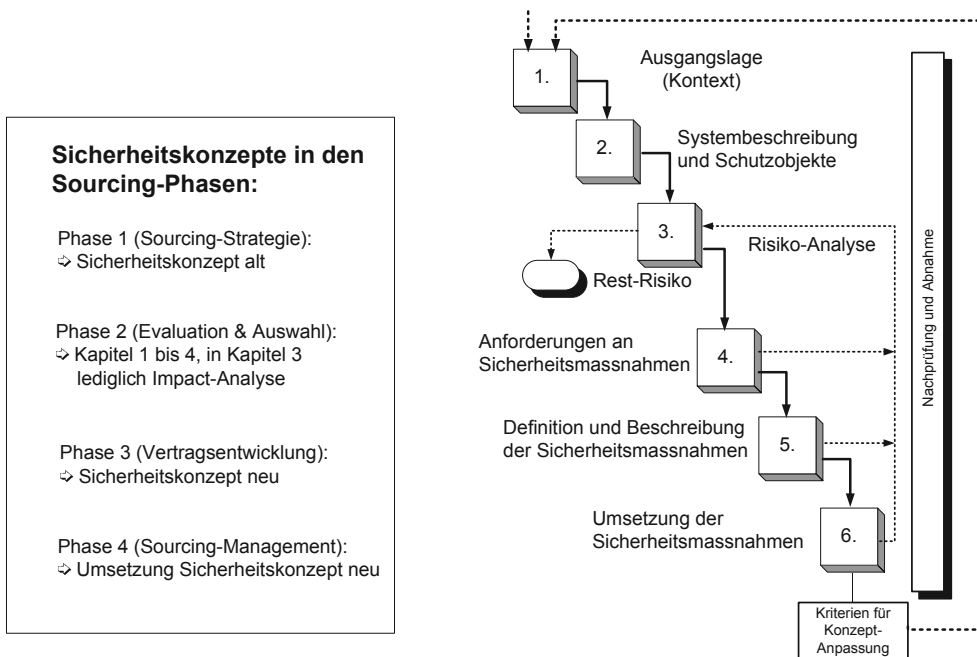 Sicherheitskonzepte in den
Sourcing-Phasen:
Phase 1 (Sourcing-Strategie):
➪ Sicherheitskonzept alt
Phase 2 (Evaluation & Auswahl):
➪ Kapitel 1 bis 4, in Kapitel 3
lediglich Impact-Analyse
Phase 3 (Vertragsentwicklung):
➪ Sicherheitskonzept neu
Phase 4 (Sourcing-Management):
➪ Umsetzung Sicherheitskonzept neu
1.
Ausgangslage
(Kontext)
2.
Systembeschreibung
und Schutzobjekte
3.
Risiko-Analyse
Rest-Risiko
Anforderungen an
Sicherheitsmassnahmen
4.
Definition und Beschreibung
der Sicherheitsmassnahmen
5.
Umsetzung der
Sicherheitsmassnahmen
6.
Kriterien für
Konzept-
Anpassung
Nachprüfung und Abnahme